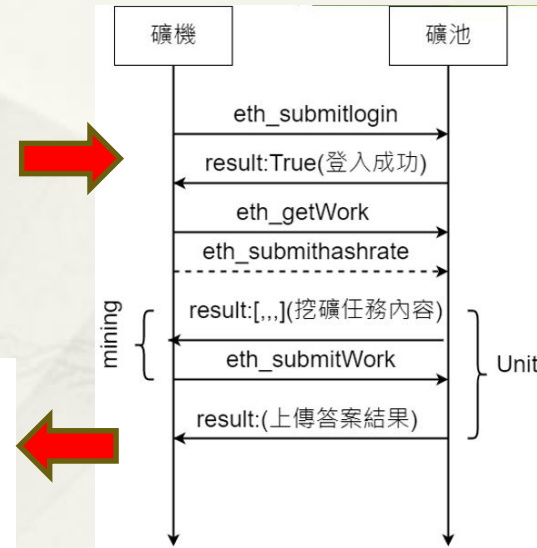 礦機
礦池
eth_submitlogin
result:True(登入成功)
eth_getWork
eth_submithashrate
mining
result:[,,,](挖礦任務內容)
eth_submitWork
Unit
result:(上傳答案結果)